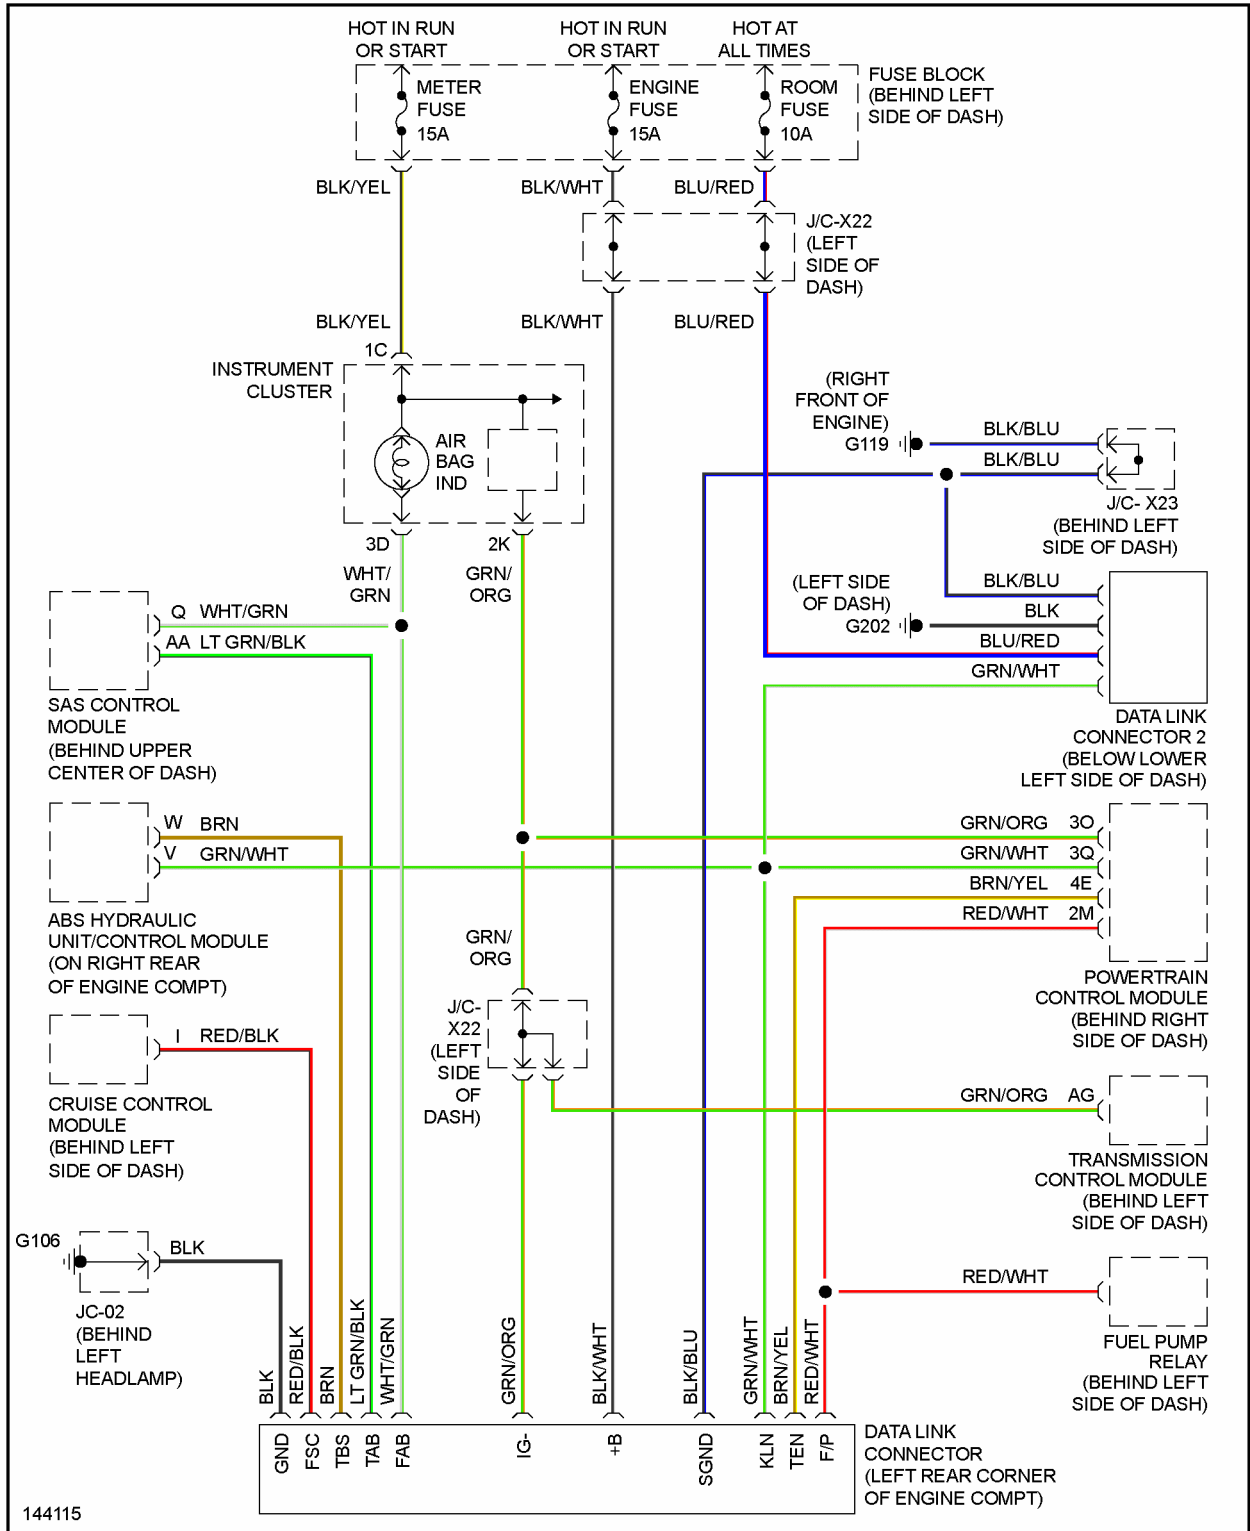 HOT IN RUN
OR START
HOT IN RUN
OR START
HOT AT
ALL TIMES
METER
FUSE
15A
ENGINE
FUSE
15A
ROOM
FUSE
10A
FUSE BLOCK
(BEHIND LEFT
SIDE OF DASH)
BLK/YEL
BLK/WHT
BLU/RED
J/C-X22
(LEFT
SIDE OF
DASH)
BLK/YEL
BLK/WHT
BLU/RED
1C
INSTRUMENT
CLUSTER
AIR
BAG
IND
(RIGHT
FRONT OF
ENGINE)
G119
BLK/BLU
BLK/BLU
J/C- X23
(BEHIND LEFT
SIDE OF DASH)
3D
2K
WHT/
GRN
GRN/
ORG
(LEFT SIDE
OF DASH)
G202
BLK/BLU
BLK
BLU/RED
GRN/WHT
Q WHT/GRN
AA LT GRN/BLK
SAS CONTROL
MODULE
(BEHIND UPPER
CENTER OF DASH)
DATA LINK
CONNECTOR 2
(BELOW LOWER
LEFT SIDE OF DASH)
W BRN
V GRN/WHT
GRN/ORG 3O
GRN/WHT 3Q
BRN/YEL 4E
RED/WHT 2M
ABS HYDRAULIC
UNIT/CONTROL MODULE
(ON RIGHT REAR
OF ENGINE COMPT)
GRN/
ORG
POWERTRAIN
CONTROL MODULE
(BEHIND RIGHT
SIDE OF DASH)
J/C-
X22
(LEFT
SIDE
OF
DASH)
I RED/BLK
CRUISE CONTROL
MODULE
(BEHIND LEFT
SIDE OF DASH)
GRN/ORG AG
TRANSMISSION
CONTROL MODULE
(BEHIND LEFT
SIDE OF DASH)
G106
BLK
JC-02
(BEHIND
LEFT
HEADLAMP)
RED/WHT
FUEL PUMP
RELAY
(BEHIND LEFT
SIDE OF DASH)
BLK
RED/BLK
BRN
LT GRN/BLK
WHT/GRN
GRN/ORG
BLK/WHT
BLK/BLU
GRN/WHT
BRN/YEL
RED/WHT
GND
FSC
TBS
TAB
FAB
IG-
+B
SGND
KLN
TEN
F/P
DATA LINK
CONNECTOR
(LEFT REAR CORNER
OF ENGINE COMPT)
144115